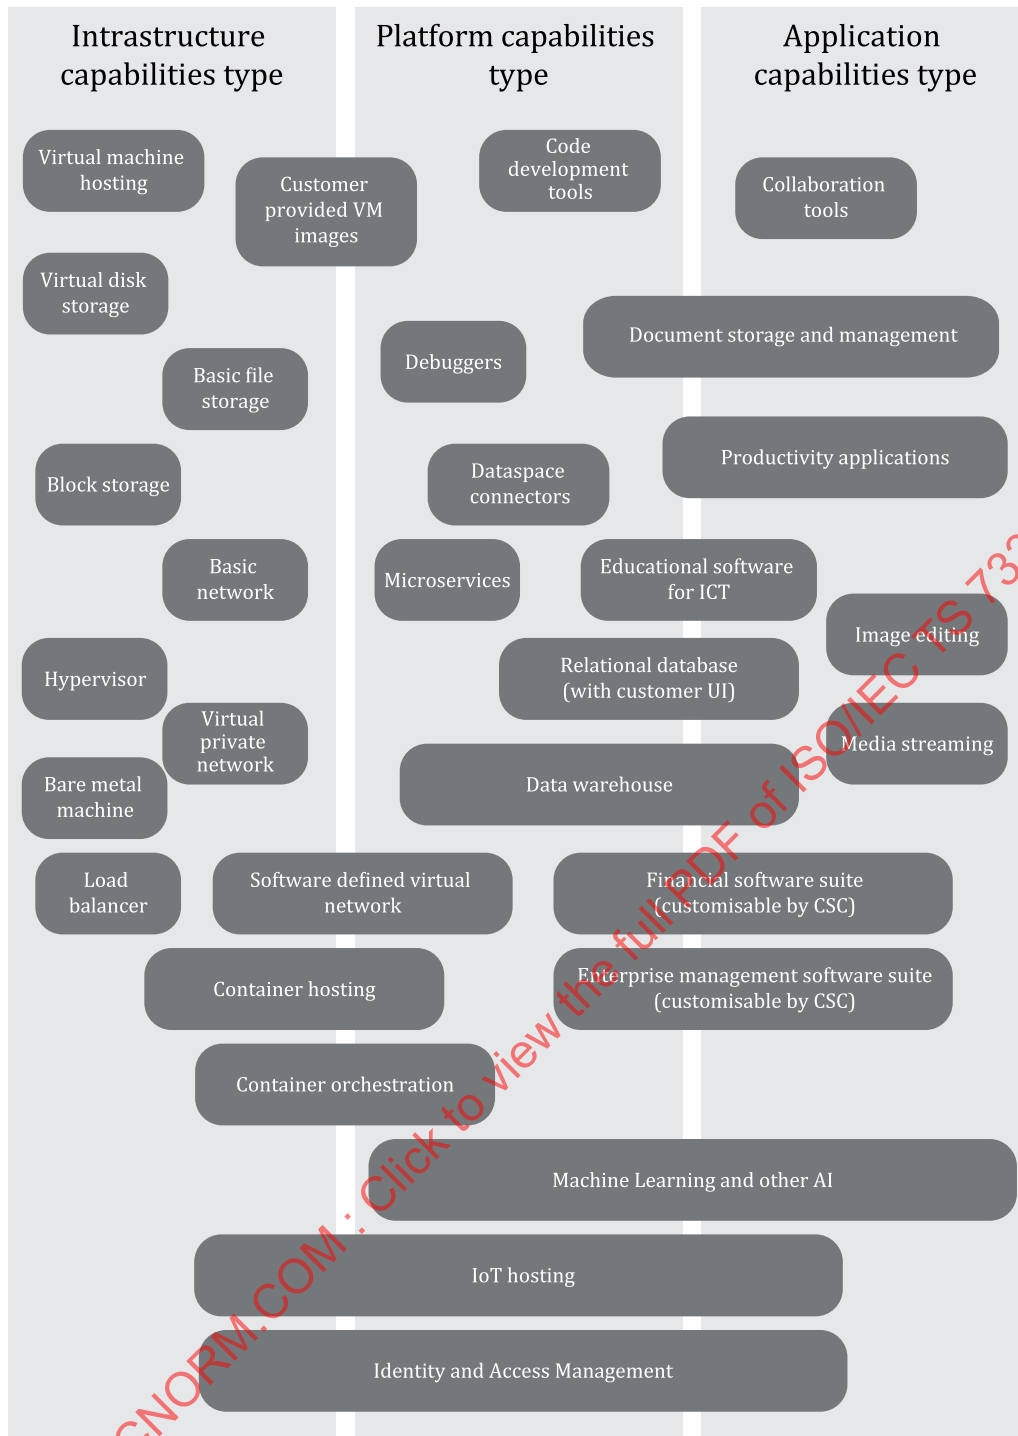 Intrastructure
capabilities type
Platform capabilities
type
Application
capabilities type
Virtual machine
hosting
Customer
provided VM
images
Code
development
tools
Collaboration
tools
Virtual disk
storage
Document storage and management
Debuggers
Basic file
storage
Productivity applications
Block storage
Dataspace
connectors
Basic
network
Microservices
Educational software
for ICT
Image editing
Hypervisor
Relational database
(with customer UI)
Virtual
private
network
Media streaming
Bare metal
machine
Data warehouse
Load
balancer
Software defined virtual
network
Financial software suite
(customisable by CSC)
Container hosting
Enterprise management software suite
(customisable by CSC)
Container orchestration
Machine Learning and other AI
IoT hosting
Identity and Access Management
GNORM.COM : Click to view the full PDF of ISO/IEC TS 733